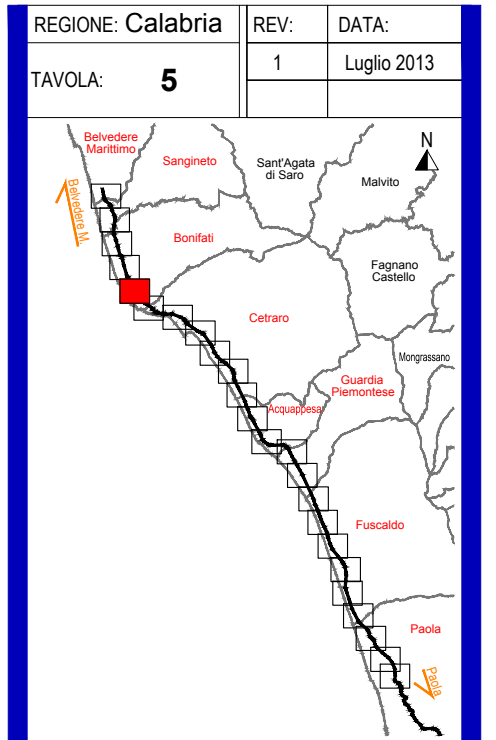 REGIONE: Calabria
REV:
DATA:
TAVOLA: 5
1
Luglio 2013
Belvedere
Marittimo
Sangineto
Sant'Agata
di Saro
Malvito
N
Belvedere M.
Bonifati
Fagnano
Castello
Cetraro
Mongrassano
Guardia
Piemontese
Acquappesa
Fuscaldo
Paola
Paola